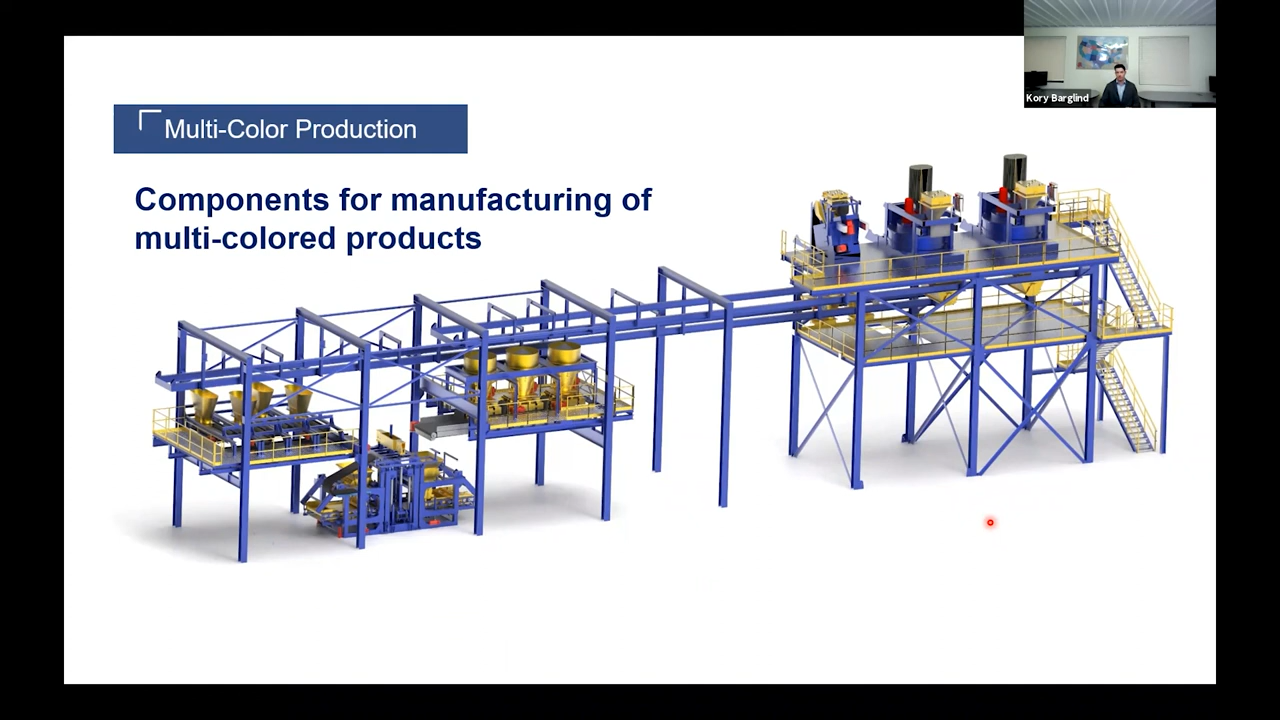 Kory Barglind
Multi-Color Production
Components for manufacturing of
multi-colored products